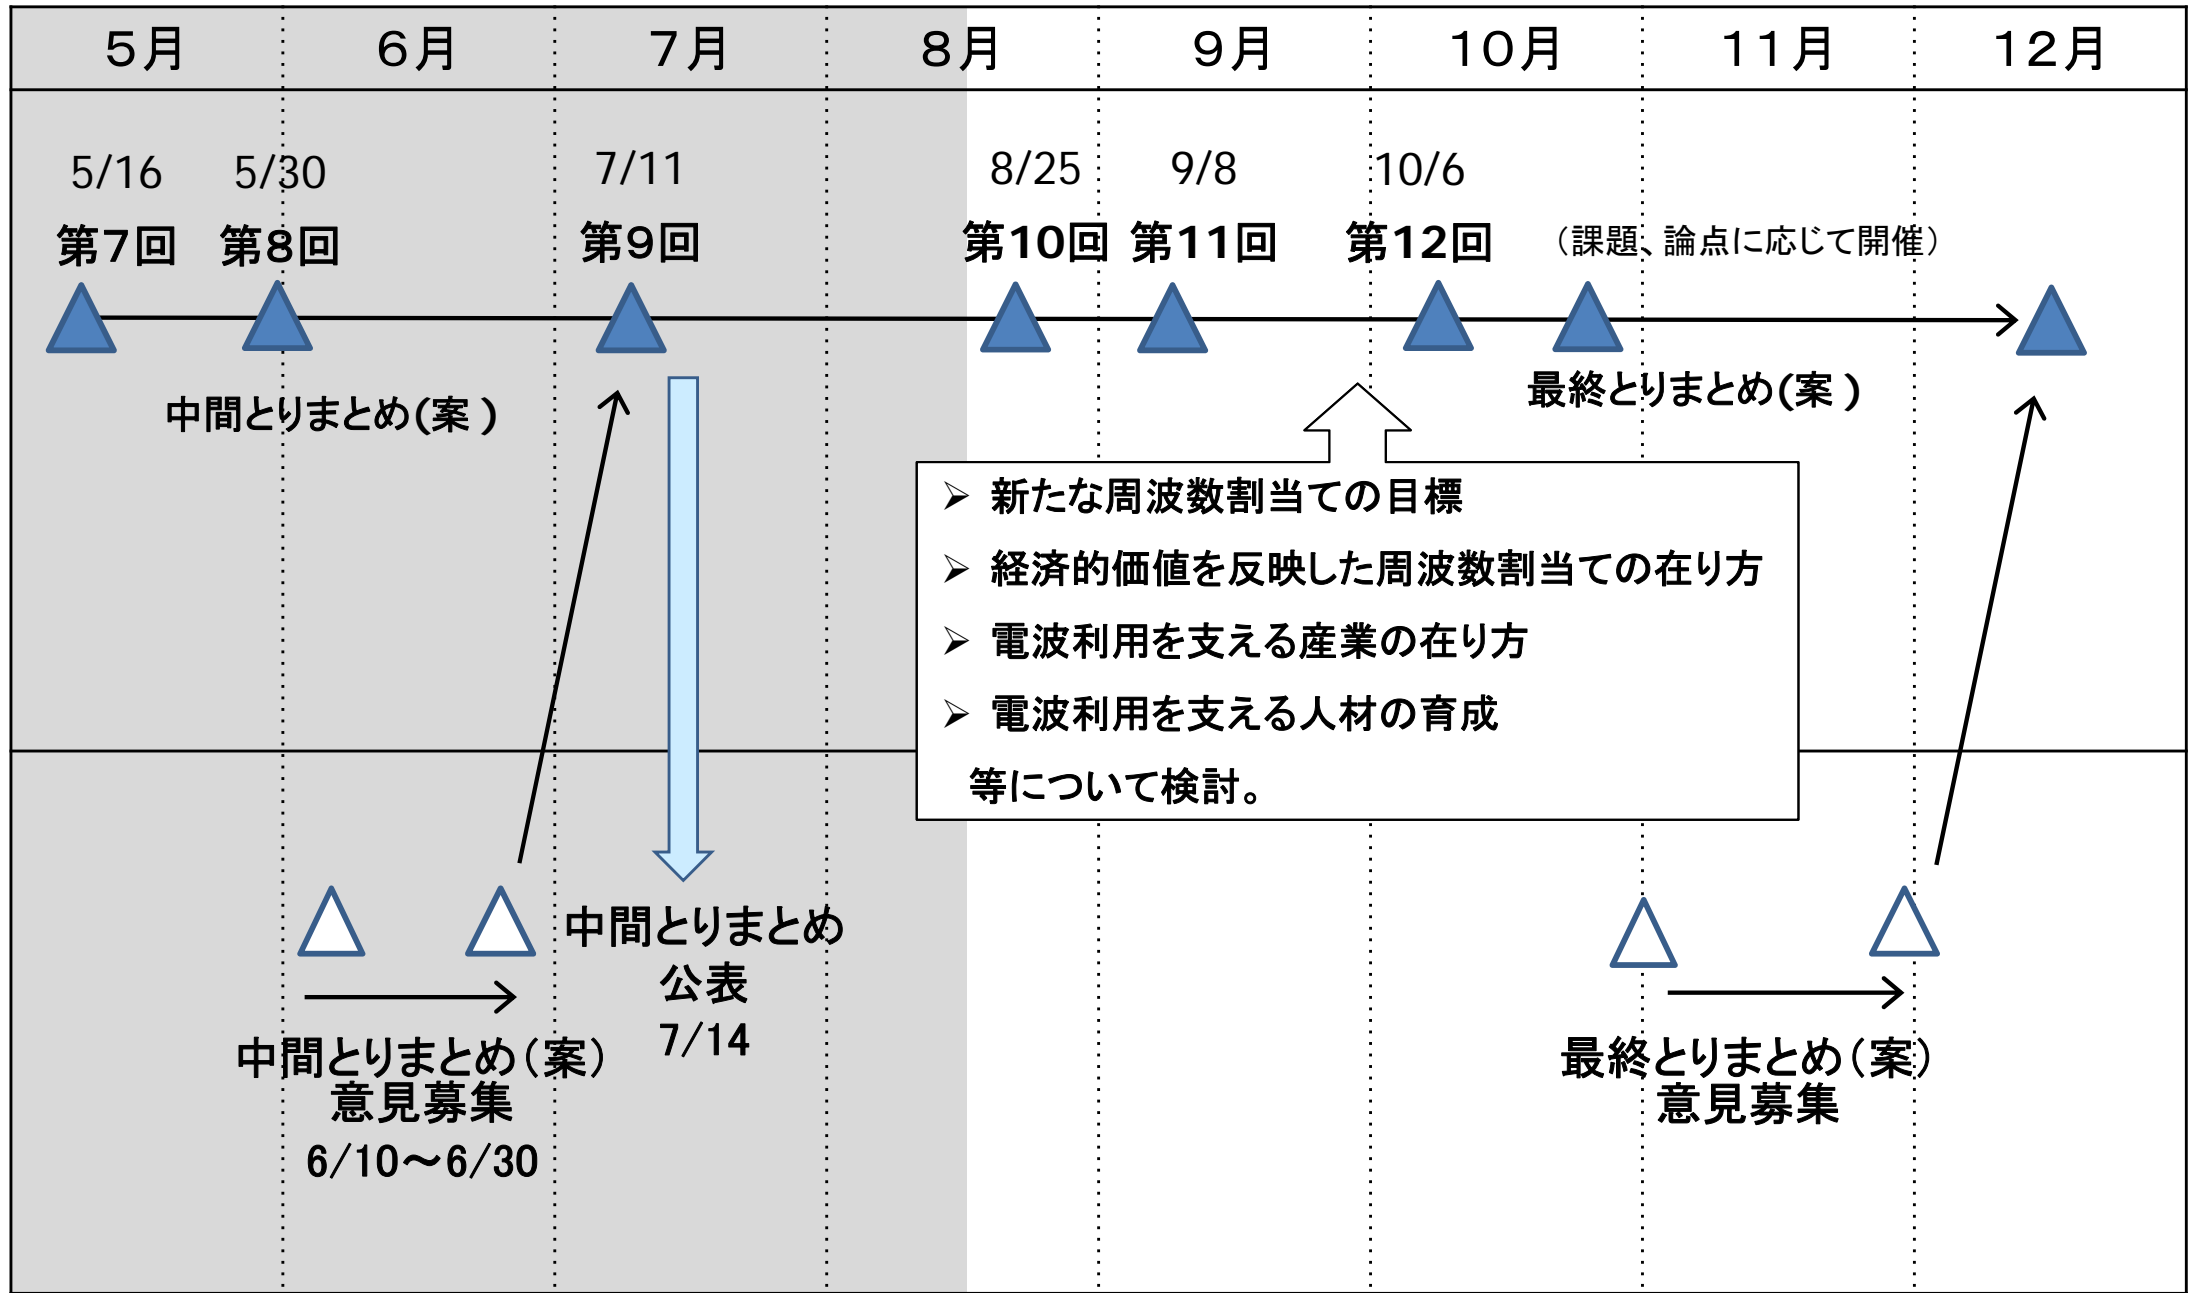 ５月 ６月 ７月 ８月 ９月 １０月 １１月 １２月
5/16 5/30 7/11 8/25 9/8 10/6
第７回 第８回 第９回 第10回 第11回 第12回 （課題、論点に応じて開催）
中間とりまとめ(案)
最終とりまとめ(案)
➢ 新たな周波数割当ての目標
➢ 経済的価値を反映した周波数割当ての在り方
➢ 電波利用を支える産業の在り方
➢ 電波利用を支える人材の育成
等について検討。
中間とりまとめ
公表
7/14
中間とりまとめ（案）
意見募集
6/10～6/30
最終とりまとめ（案）
意見募集